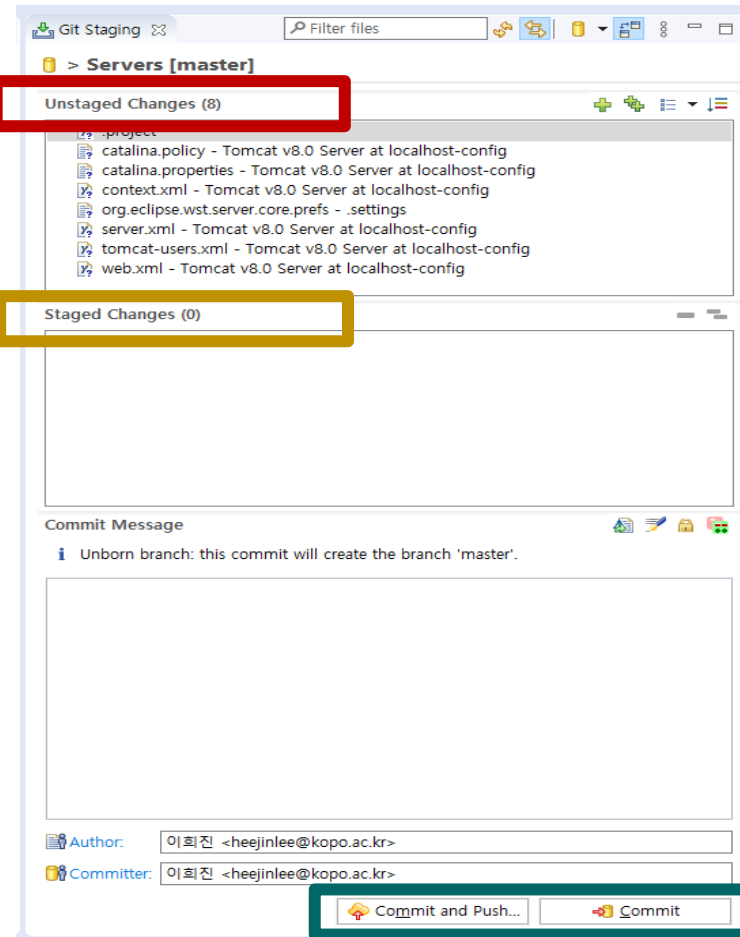 Git Staging
Filter files
> Servers [master]
Unstaged Changes (8)
.project
catalina.policy - Tomcat v8.0 Server at localhost-config
catalina.properties - Tomcat v8.0 Server at localhost-config
context.xml - Tomcat v8.0 Server at localhost-config
org.eclipse.wst.server.core.prefs - .settings
server.xml - Tomcat v8.0 Server at localhost-config
tomcat-users.xml - Tomcat v8.0 Server at localhost-config
web.xml - Tomcat v8.0 Server at localhost-config
Staged Changes (0)
Commit Message
Unborn branch: this commit will create the branch 'master'.
Author: 이희진 <heejinlee@kopo.ac.kr>
Committer: 이희진 <heejinlee@kopo.ac.kr>
Commit and Push... Commit